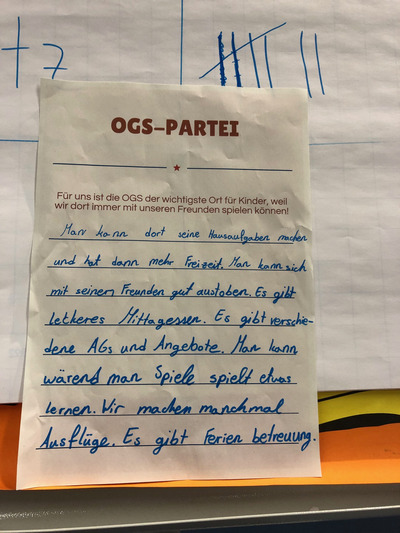 + 7
OGS-PARTEI
Für uns ist die OGS der wichtigste Ort für Kinder, weil
wir dort immer mit unseren Freunden spielen können!
Man kann dort seine Hausaufgaben machen
und hat dann mehr Freizeit. Man kann sich
mit seinen Freunden gut austoben. Es gibt
leckeres Mittagessen. Es gibt verschie-
dene AGs und Angebote. Man kann
wärend man Spiele spielt etwas
lernen. Wir machen manchmal
Ausflüge. Es gibt Ferien betreuung.